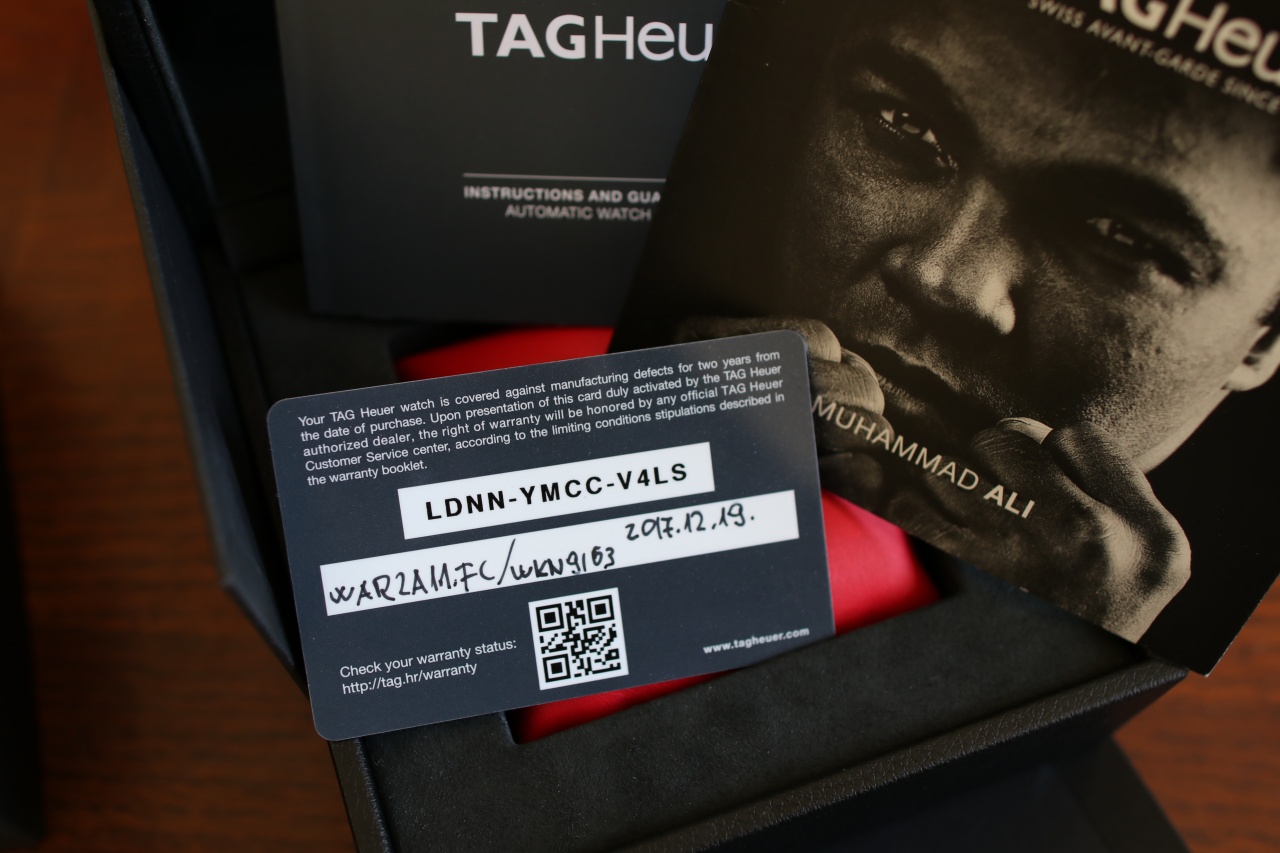 TAGHeu
INSTRUCTIONS AND GUA
AUTOMATIC WATCH
AGHeu
SWISS AVANT-GARDE SINCE
MUHAMMAD ALI
Your TAG Heuer watch is covered against manufacturing defects for two years from
the date of purchase. Upon presentation of this card duly activated by the TAG Heuer
authorized dealer, the right of warranty will be honored by any official TAG Heuer
Customer Service center, according to the limiting conditions stipulations described in
the warranty booklet.
LDNN-YMCC-V4LS
WAR2A11.FC/WKN9163 2017.12.19.
Check your warranty status:
http://tag.hr/warranty
www.tagheuer.com